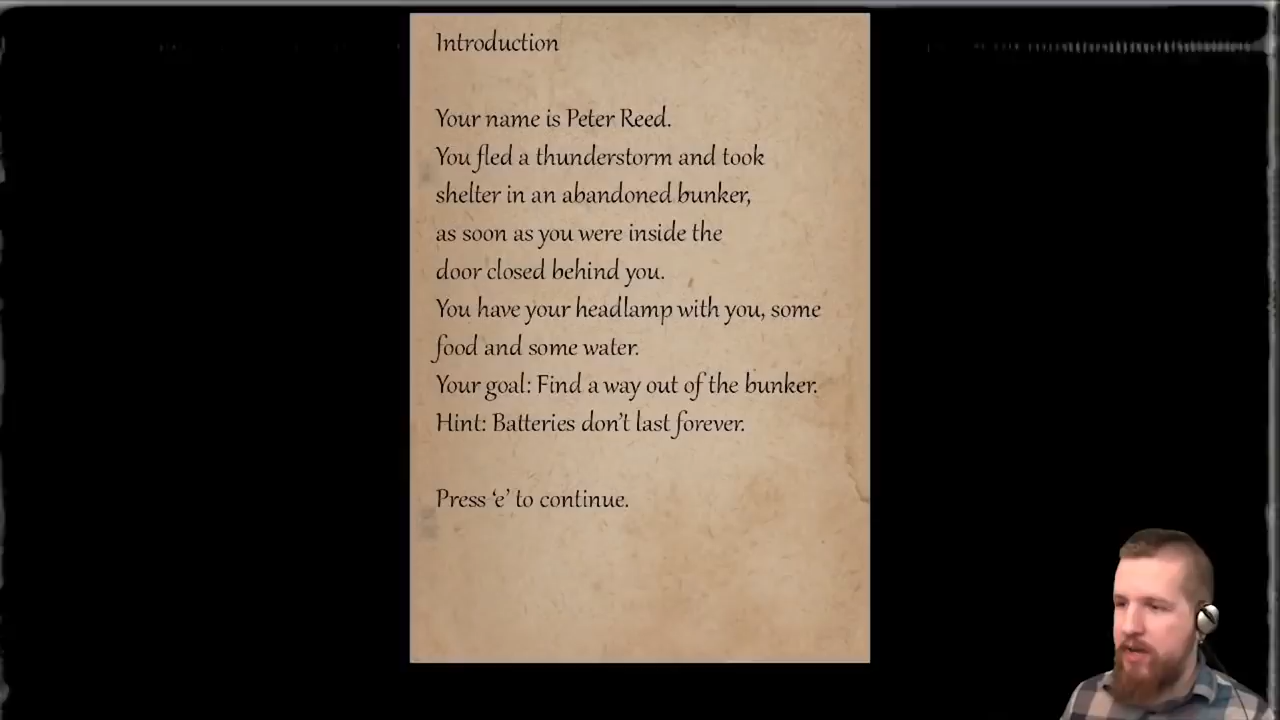 Introduction
Your name is Peter Reed.
You fled a thunderstorm and took
shelter in an abandoned bunker,
as soon as you were inside the
door closed behind you.
You have your headlamp with you, some
food and some water.
Your goal: Find a way out of the bunker.
Hint: Batteries don't last forever.
Press ‘e’ to continue.